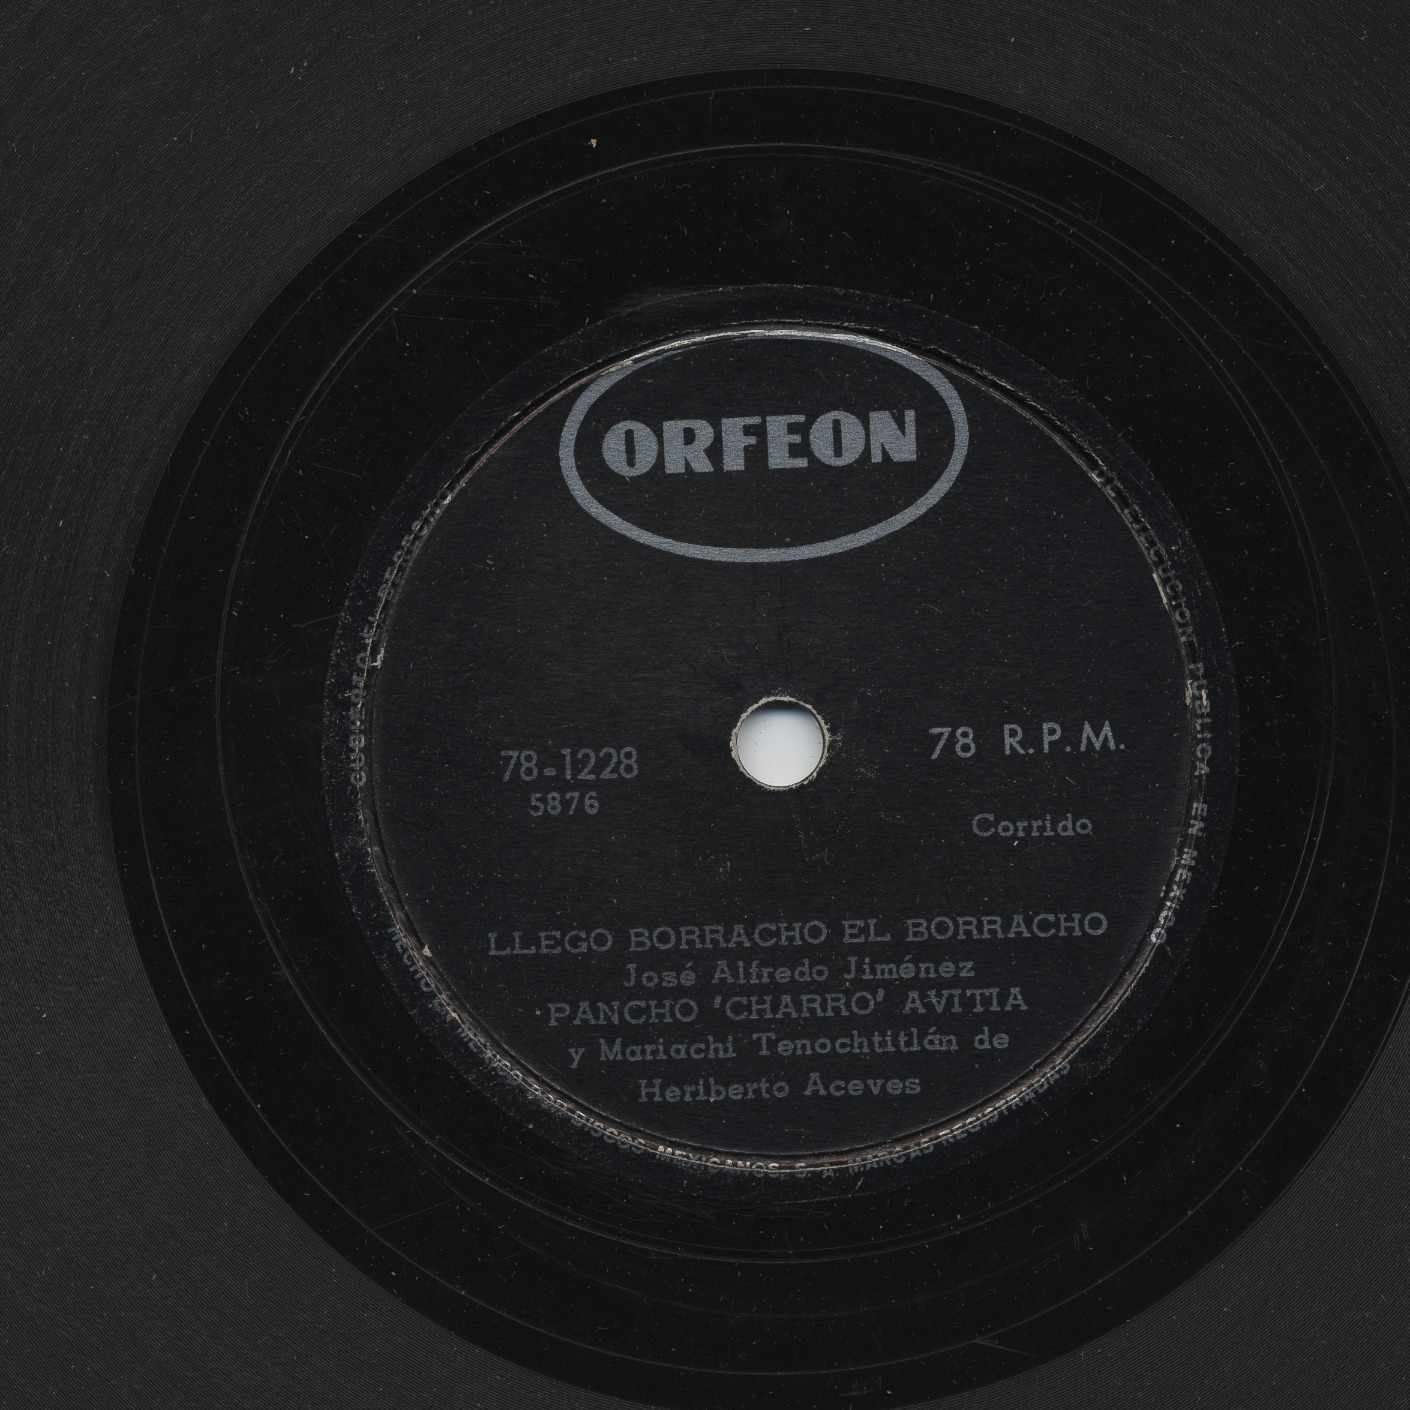 ORFEON
78-1228
5876
78 R.P.M.
Corrido
LLEGO BORRACHO EL BORRACHO
José Alfredo Jiménez
PANCHO 'CHARRO' AVITIA
y Mariachi Tenochtitlán de
Heriberto Aceves
EJECUCION PUBLICA EN MEXICO
DISCOS MEXICANOS, S. A. MARCAS REGISTRADAS